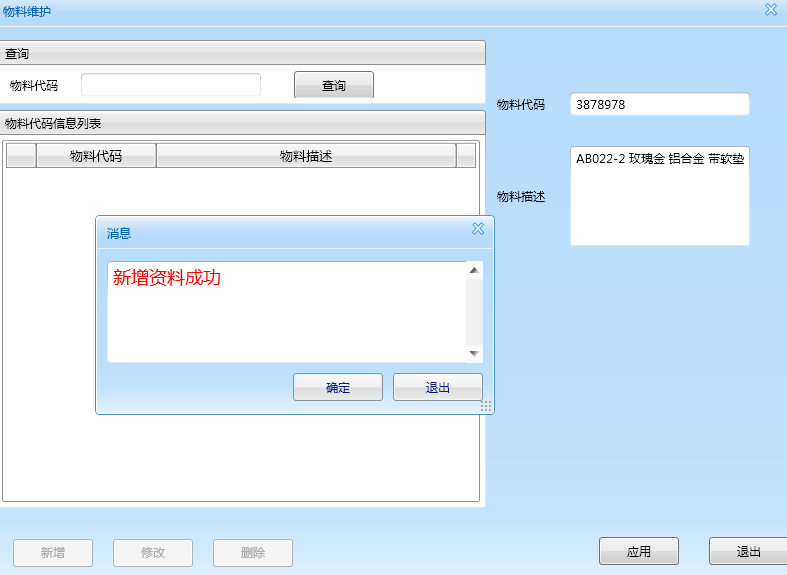 物料维护
查询
物料代码
查询
物料代码信息列表
物料代码 物料描述
物料代码 3878978
物料描述 AB022-2 玫瑰金 铝合金 带软垫
消息
新增资料成功
确定 退出
新增 修改 删除 应用 退出